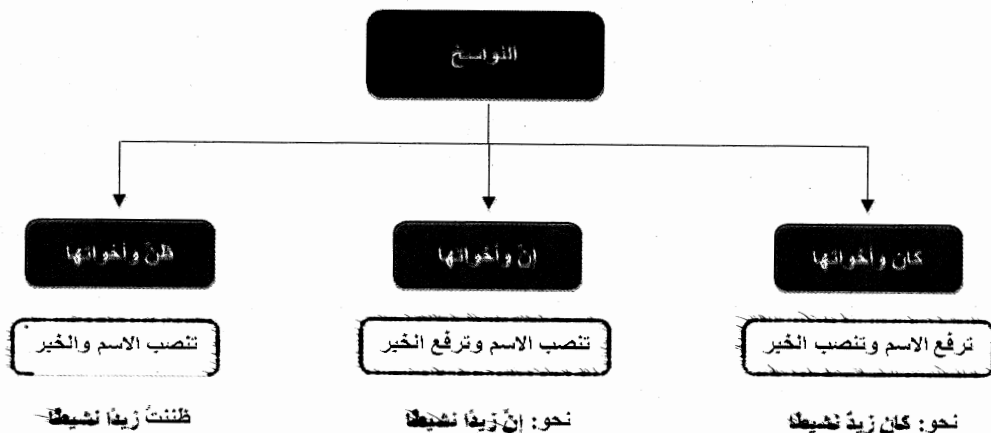 النواسخ
كان وأخواتها
إنّ وأخواتها
ظنّ وأخواتها
ترفع الاسم وتنصب الخبر
تنصب الاسم وترفع الخبر
تنصب الاسم والخبر
نحو: كان زيدٌ نشيطًا
نحو: إنّ زيدًا نشيطًا
ظننتُ زيدًا نشيطًا